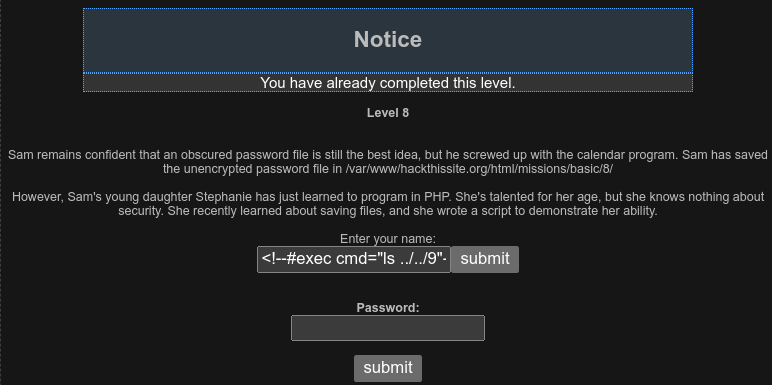 Notice
You have already completed this level.
Level 8
Sam remains confident that an obscured password file is still the best idea, but he screwed up with the calendar program. Sam has saved
the unencrypted password file in /var/www/hackthissite.org/html/missions/basic/8/
However, Sam's young daughter Stephanie has just learned to program in PHP. She's talented for her age, but she knows nothing about
security. She recently learned about saving files, and she wrote a script to demonstrate her ability.
Enter your name:
<!--#exec cmd="ls ../../9"- submit
Password:
submit